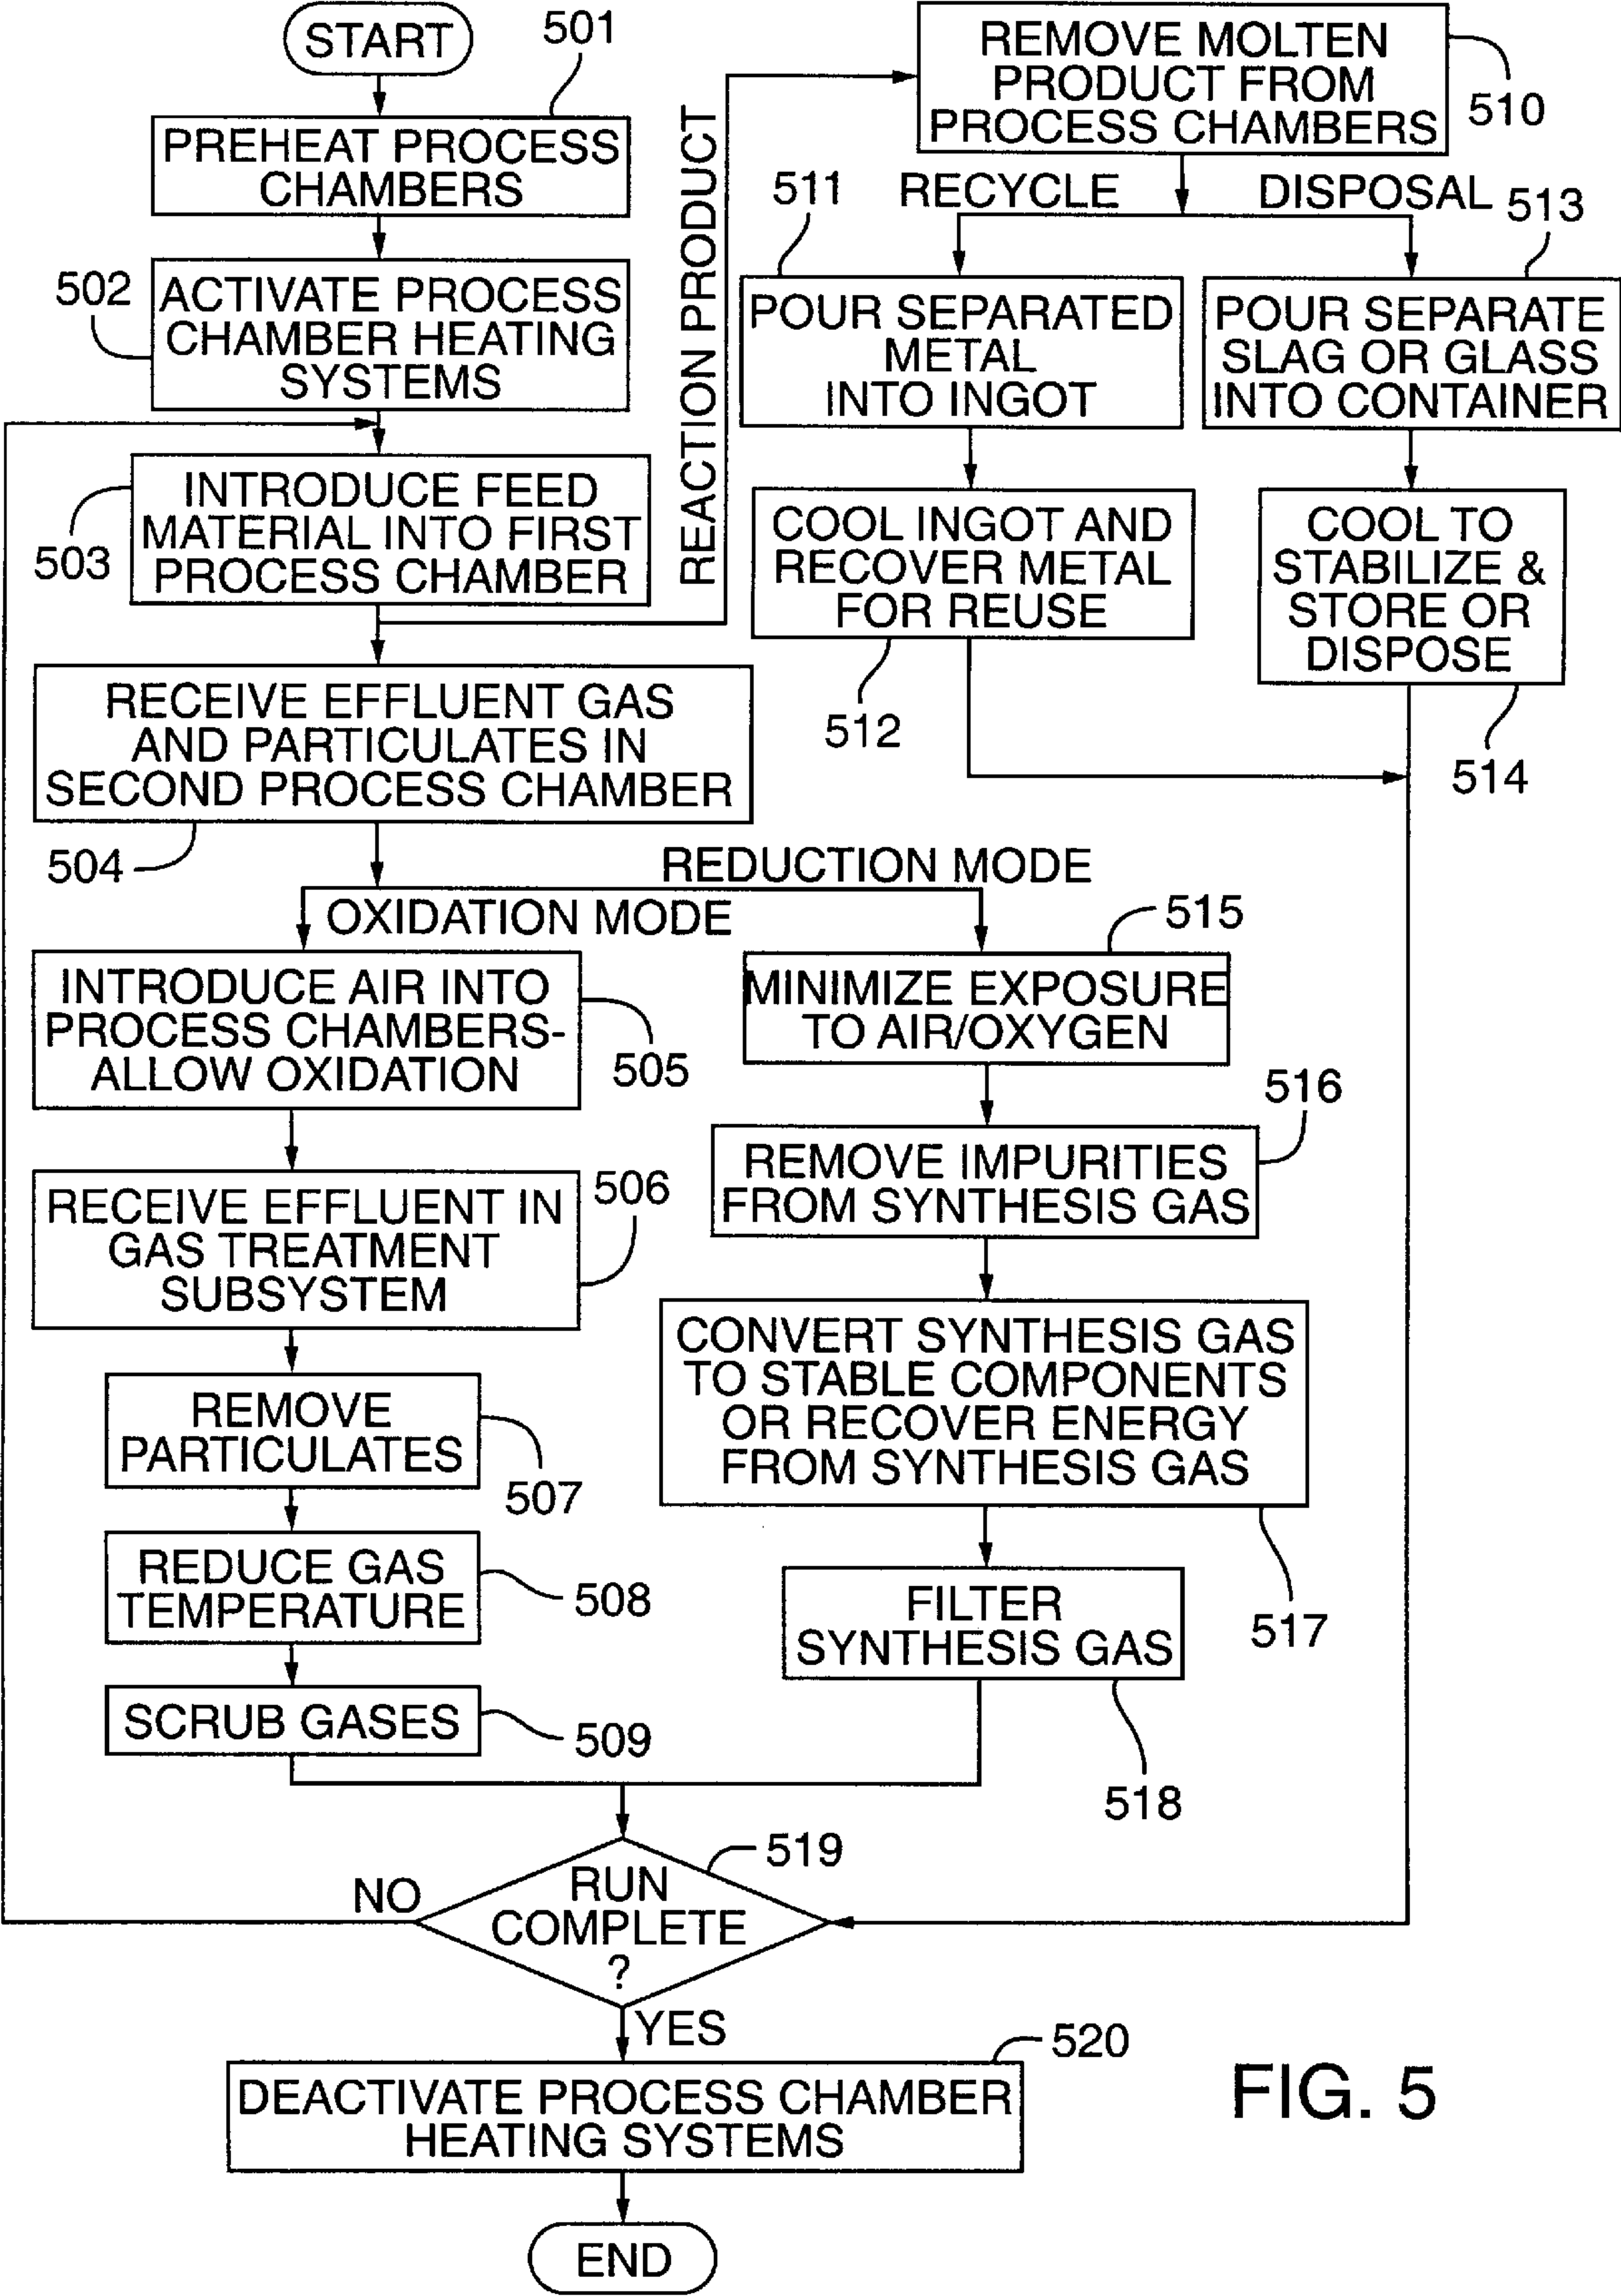 START
501
PREHEAT PROCESS
CHAMBERS
502
ACTIVATE PROCESS
CHAMBER HEATING
SYSTEMS
503
INTRODUCE FEED
MATERIAL INTO FIRST
PROCESS CHAMBER
REACTION PRODUCT
RECEIVE EFFLUENT GAS
AND PARTICULATES IN
SECOND PROCESS CHAMBER
504
REMOVE MOLTEN
PRODUCT FROM
PROCESS CHAMBERS
510
RECYCLE
DISPOSAL
511
POUR SEPARATED
METAL
INTO INGOT
513
POUR SEPARATE
SLAG OR GLASS
INTO CONTAINER
COOL INGOT AND
RECOVER METAL
FOR REUSE
512
COOL TO
STABILIZE &
STORE OR
DISPOSE
514
OXIDATION MODE
REDUCTION MODE
INTRODUCE AIR INTO
PROCESS CHAMBERS-
ALLOW OXIDATION
505
RECEIVE EFFLUENT IN
GAS TREATMENT
SUBSYSTEM
506
REMOVE
PARTICULATES
507
REDUCE GAS
TEMPERATURE
508
SCRUB GASES
509
515
MINIMIZE EXPOSURE
TO AIR/OXYGEN
516
REMOVE IMPURITIES
FROM SYNTHESIS GAS
CONVERT SYNTHESIS GAS
TO STABLE COMPONENTS
OR RECOVER ENERGY
FROM SYNTHESIS GAS
517
FILTER
SYNTHESIS GAS
518
519
RUN
COMPLETE
?
NO
YES
520
DEACTIVATE PROCESS CHAMBER
HEATING SYSTEMS
END
FIG. 5